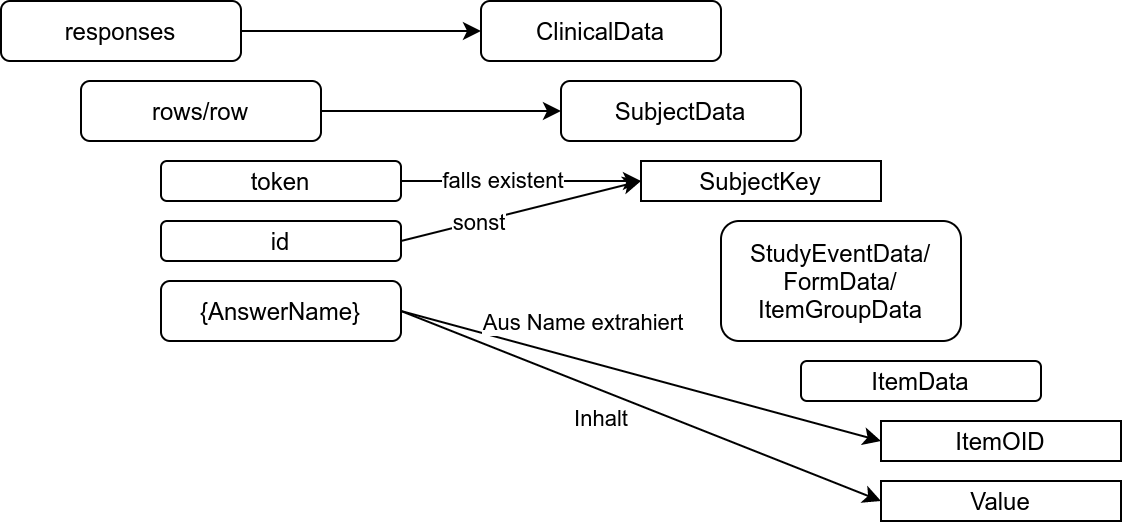 responses
ClinicalData
rows/row
SubjectData
token
falls existent
SubjectKey
sonst
id
StudyEventData/
FormData/
ItemGroupData
{AnswerName}
Aus Name extrahiert
ItemData
Inhalt
ItemOID
Value